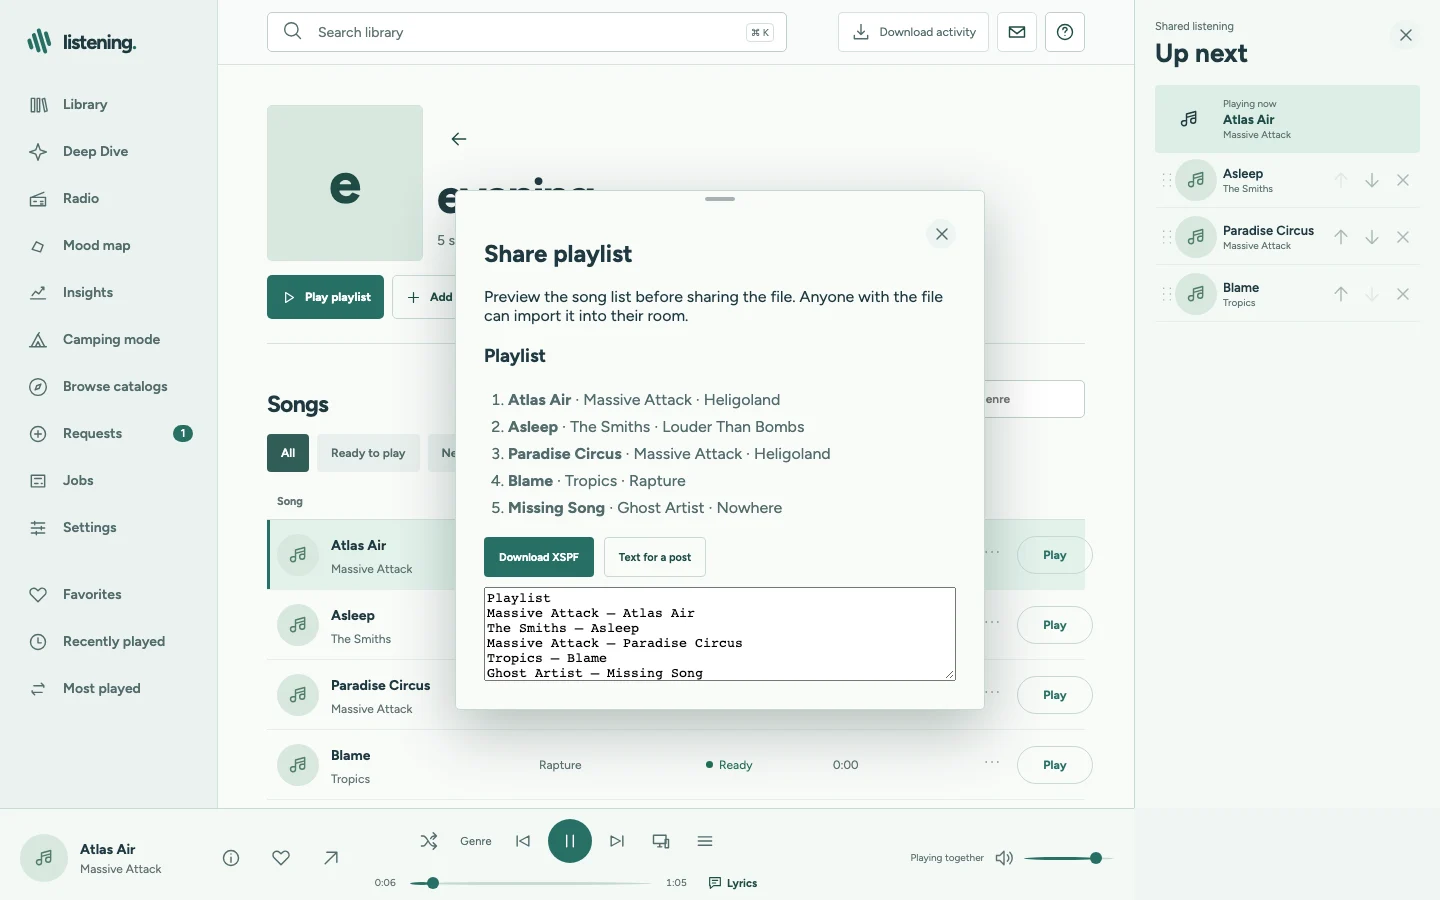 listening.
Library
Deep Dive
Radio
Mood map
Insights
Camping mode
Browse catalogs
Requests 1
Jobs
Settings
Favorites
Recently played
Most played
Search library ⌘ K
Download activity
e
5 s
Play playlist
Add
Songs
enre
All
Ready to play
Ne
Song
Atlas Air
Massive Attack
Play
Asleep
The Smiths
Play
Paradise Circus
Massive Attack
Play
Blame
Tropics
Rapture
Ready
0:00
Play
Share playlist
Preview the song list before sharing the file. Anyone with the file
can import it into their room.
Playlist
1. Atlas Air · Massive Attack · Heligoland
2. Asleep · The Smiths · Louder Than Bombs
3. Paradise Circus · Massive Attack · Heligoland
4. Blame · Tropics · Rapture
5. Missing Song · Ghost Artist · Nowhere
Download XSPF
Text for a post
Playlist
Massive Attack — Atlas Air
The Smiths — Asleep
Massive Attack — Paradise Circus
Tropics — Blame
Ghost Artist — Missing Song
Shared listening
Up next
Playing now
Atlas Air
Massive Attack
Asleep
The Smiths
Paradise Circus
Massive Attack
Blame
Tropics
Atlas Air
Massive Attack
Genre
0:06
1:05
Lyrics
Playing together